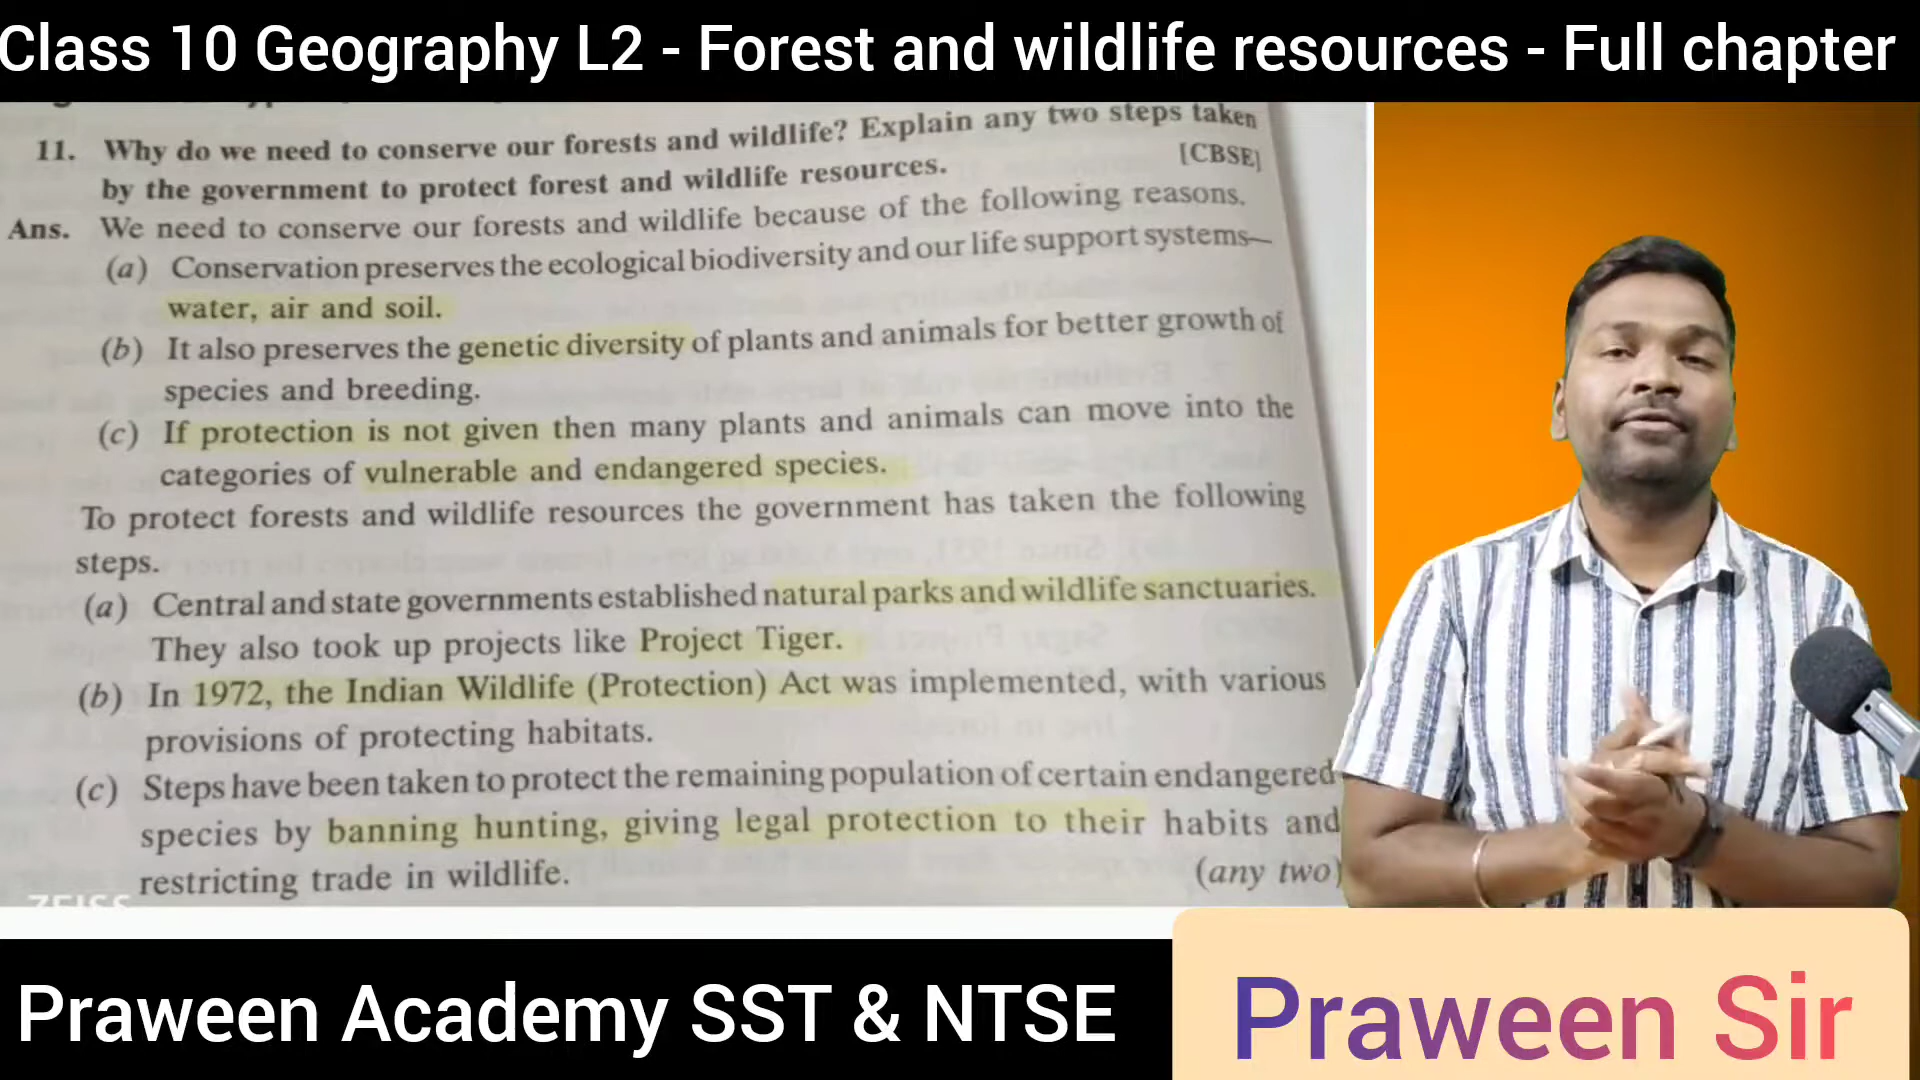 Class 10 Geography L2 - Forest and wildlife resources - Full chapter
11. Why do we need to conserve our forests and wildlife? Explain any two steps taken
by the government to protect forest and wildlife resources. [CBSE]
Ans. We need to conserve our forests and wildlife because of the following reasons.
(a) Conservation preserves the ecological biodiversity and our life support systems—
water, air and soil.
(b) It also preserves the genetic diversity of plants and animals for better growth of
species and breeding.
(c) If protection is not given then many plants and animals can move into the
categories of vulnerable and endangered species.
To protect forests and wildlife resources the government has taken the following
steps.
(a) Central and state governments established natural parks and wildlife sanctuaries.
They also took up projects like Project Tiger.
(b) In 1972, the Indian Wildlife (Protection) Act was implemented, with various
provisions of protecting habitats.
(c) Steps have been taken to protect the remaining population of certain endangered
species by banning hunting, giving legal protection to their habits and
restricting trade in wildlife. (any two)
ZEISS
Praween Academy SST & NTSE
Praween Sir